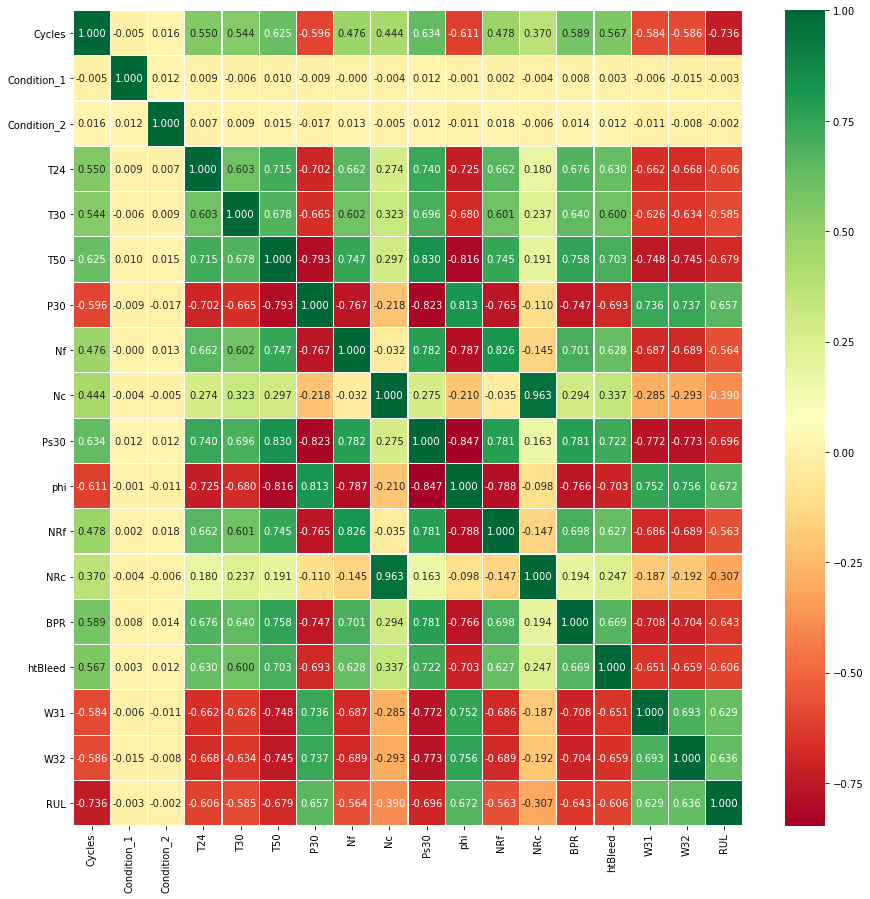 Cycles 1.000 -0.005 0.016 0.550 0.544 0.625 -0.596 0.476 0.444 0.634 -0.611 0.478 0.370 0.589 0.567 -0.584 -0.586 -0.736
Condition_1 -0.005 1.000 0.012 0.009 -0.006 0.010 -0.009 -0.000 -0.004 0.012 -0.001 0.002 -0.004 0.008 0.003 -0.006 -0.015 -0.003
Condition_2 0.016 0.012 1.000 0.007 0.009 0.015 -0.017 0.013 -0.005 0.012 -0.011 0.018 -0.006 0.014 0.012 -0.011 -0.008 -0.002
T24 0.550 0.009 0.007 1.000 0.603 0.715 -0.702 0.662 0.274 0.740 -0.725 0.662 0.180 0.676 0.630 -0.662 -0.668 -0.606
T30 0.544 -0.006 0.009 0.603 1.000 0.678 -0.665 0.602 0.323 0.696 -0.680 0.601 0.237 0.640 0.600 -0.626 -0.634 -0.585
T50 0.625 0.010 0.015 0.715 0.678 1.000 -0.793 0.747 0.297 0.830 -0.816 0.745 0.191 0.758 0.703 -0.748 -0.745 -0.679
P30 -0.596 -0.009 -0.017 -0.702 -0.665 -0.793 1.000 -0.767 -0.218 -0.823 0.813 -0.765 -0.110 -0.747 -0.693 0.736 0.737 0.657
Nf 0.476 -0.000 0.013 0.662 0.602 0.747 -0.767 1.000 -0.032 0.782 -0.787 0.826 -0.145 0.701 0.628 -0.687 -0.689 -0.564
Nc 0.444 -0.004 -0.005 0.274 0.323 0.297 -0.218 -0.032 1.000 0.275 -0.210 -0.035 0.963 0.294 0.337 -0.285 -0.293 -0.390
Ps30 0.634 0.012 0.012 0.740 0.696 0.830 -0.823 0.782 0.275 1.000 -0.847 0.781 0.163 0.781 0.722 -0.772 -0.773 -0.696
phi -0.611 -0.001 -0.011 -0.725 -0.680 -0.816 0.813 -0.787 -0.210 -0.847 1.000 -0.788 -0.098 -0.766 -0.703 0.752 0.756 0.672
NRf 0.478 0.002 0.018 0.662 0.601 0.745 -0.765 0.826 -0.035 0.781 -0.788 1.000 -0.147 0.698 0.627 -0.686 -0.689 -0.563
NRc 0.370 -0.004 -0.006 0.180 0.237 0.191 -0.110 -0.145 0.963 0.163 -0.098 -0.147 1.000 0.194 0.247 -0.187 -0.192 -0.307
BPR 0.589 0.008 0.014 0.676 0.640 0.758 -0.747 0.701 0.294 0.781 -0.766 0.698 0.194 1.000 0.669 -0.708 -0.704 -0.643
htBleed 0.567 0.003 0.012 0.630 0.600 0.703 -0.693 0.628 0.337 0.722 -0.703 0.627 0.247 0.669 1.000 -0.651 -0.659 -0.606
W31 -0.584 -0.006 -0.011 -0.662 -0.626 -0.748 0.736 -0.687 -0.285 -0.772 0.752 -0.686 -0.187 -0.708 -0.651 1.000 0.693 0.629
W32 -0.586 -0.015 -0.008 -0.668 -0.634 -0.745 0.737 -0.689 -0.293 -0.773 0.756 -0.689 -0.192 -0.704 -0.659 0.693 1.000 0.636
RUL -0.736 -0.003 -0.002 -0.606 -0.585 -0.679 0.657 -0.564 -0.390 -0.696 0.672 -0.563 -0.307 -0.643 -0.606 0.629 0.636 1.000
Cycles Condition_1 Condition_2 T24 T30 T50 P30 Nf Nc Ps30 phi NRf NRc BPR htBleed W31 W32 RUL
1.00
0.75
0.50
0.25
0.00
−0.25
−0.50
−0.75